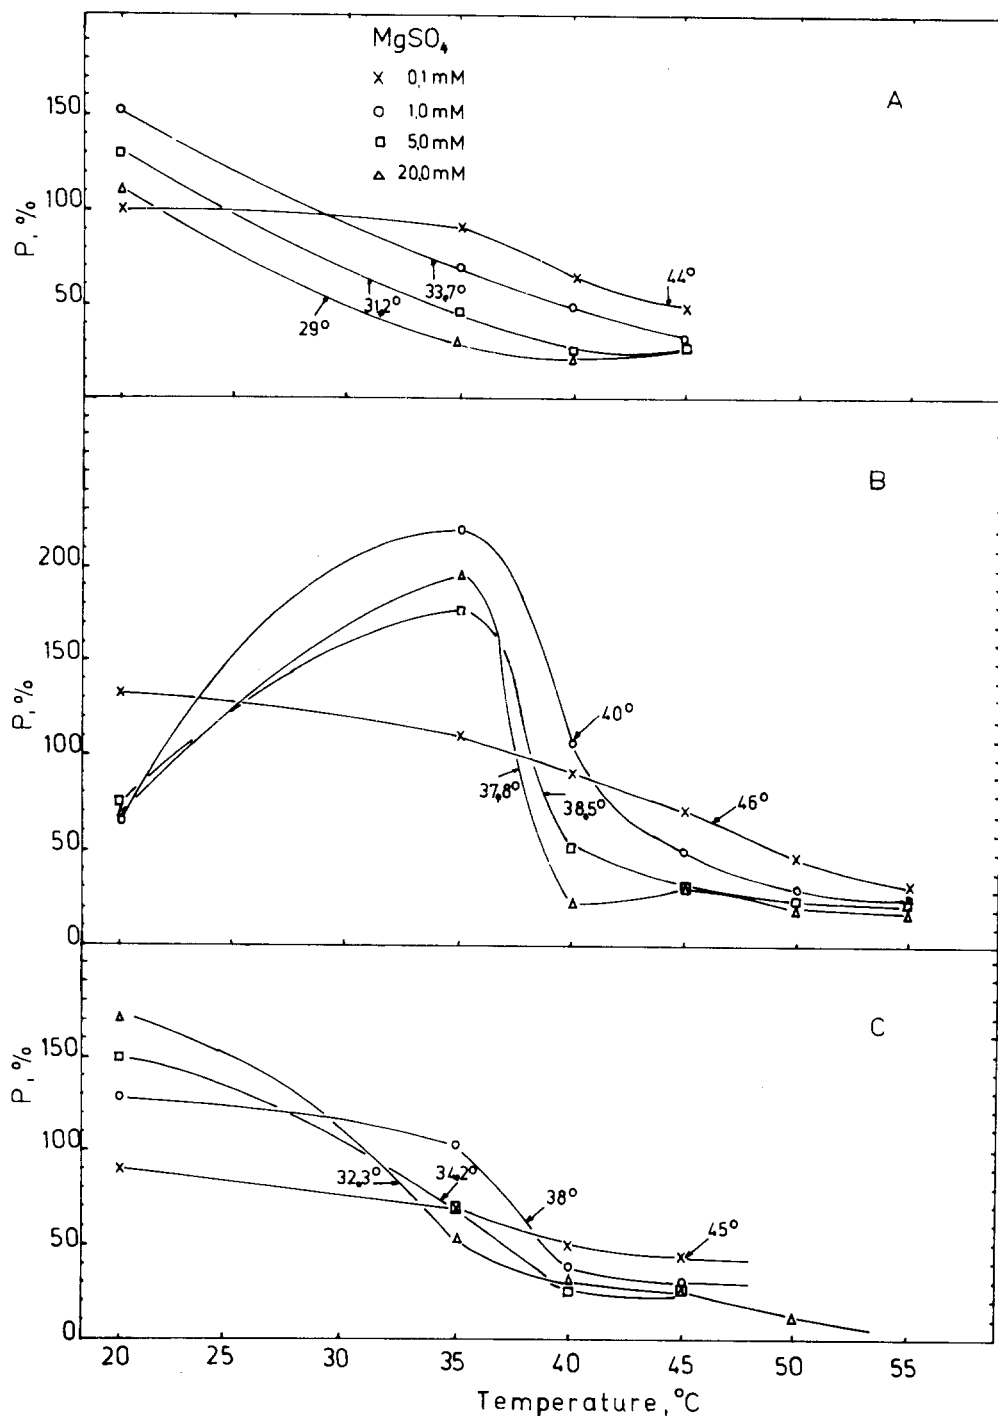 MgSO₄
x 0,1 mM
o 1,0 mM
□ 5,0 mM
△ 20,0 mM
A
150
100
50
P, %
29°
31,2°
33,7°
44°
B
200
150
100
50
0
P, %
37,8°
38,5°
40°
46°
C
150
100
50
0
P, %
32,3°
34,2°
38°
45°
20 25 30 35 40 45 50 55
Temperature, °C